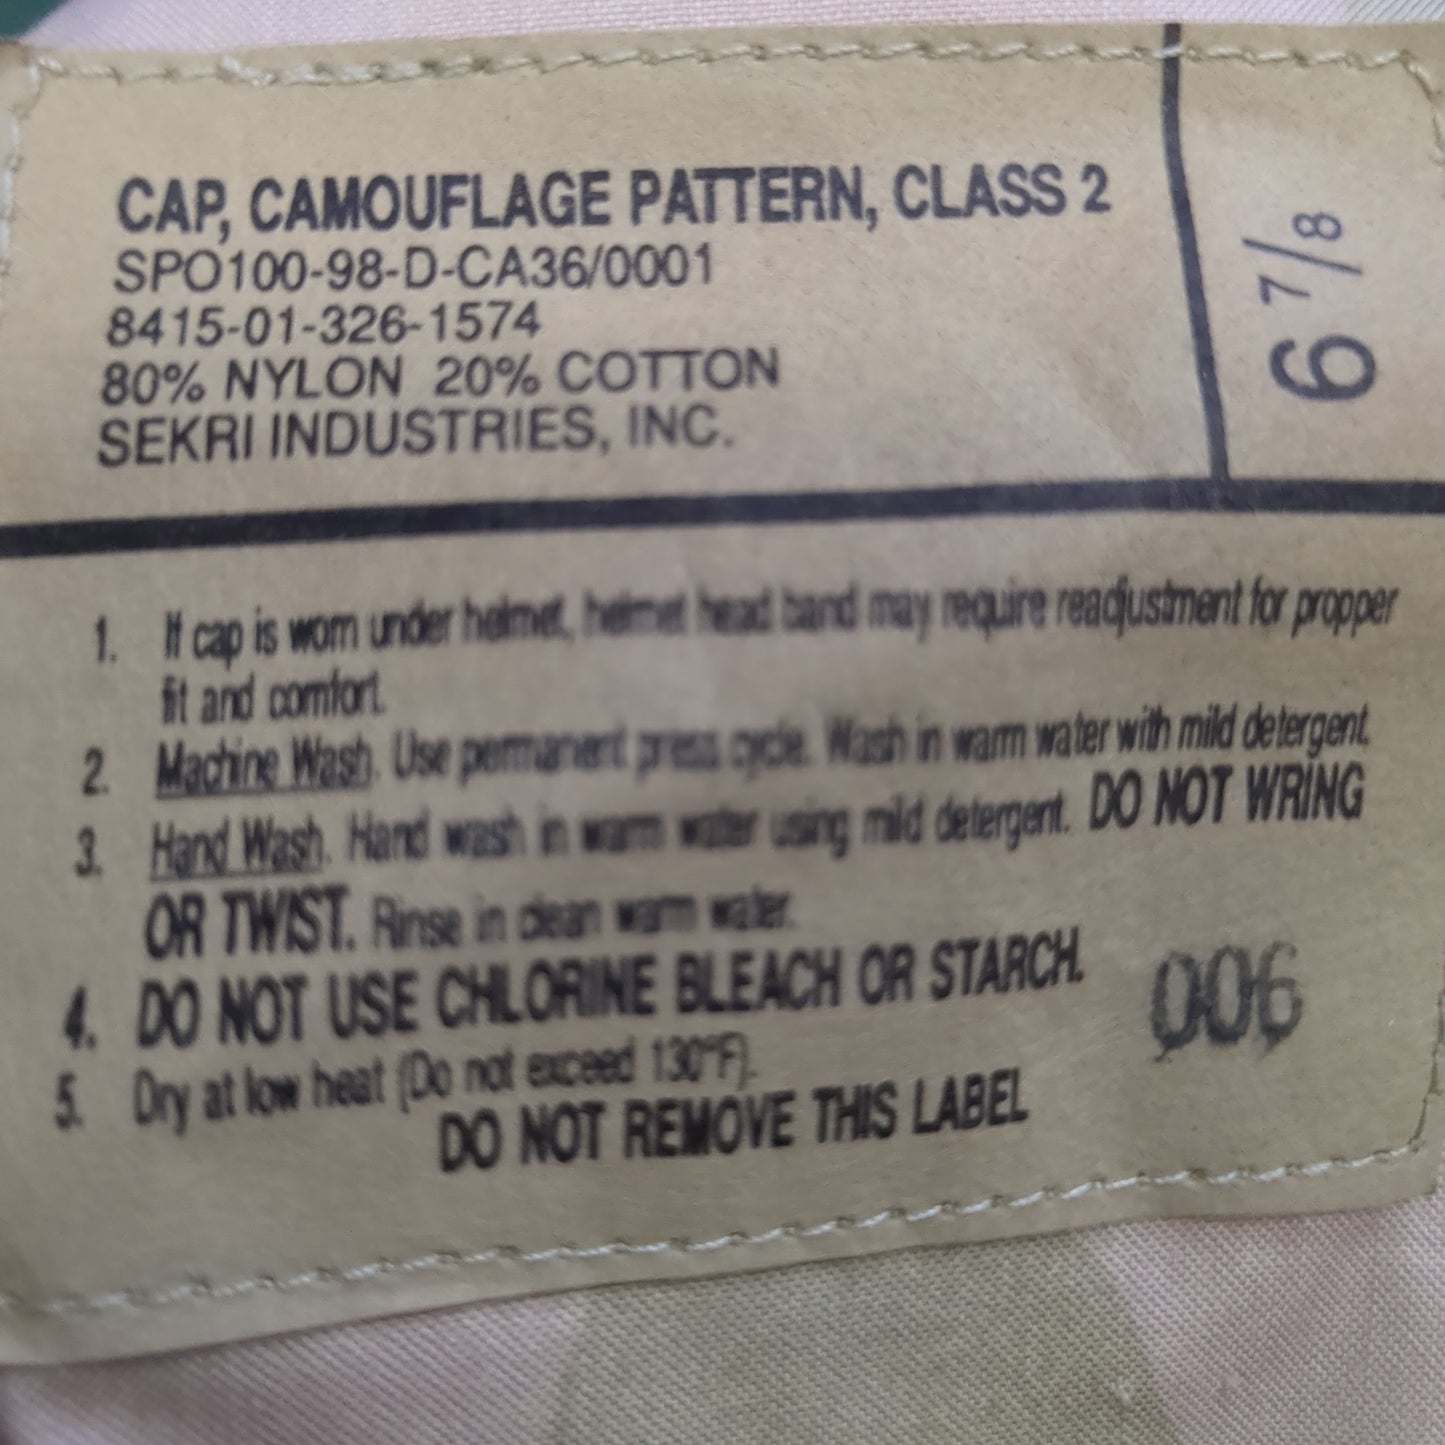 CAP, CAMOUFLAGE PATTERN, CLASS 2
SPO100-98-D-CA36/0001
8415-01-326-1574
80% NYLON 20% COTTON
SEKRI INDUSTRIES, INC.
6 7/8
1. If cap is worn under helmet, helmet head band may require readjustment for propper
fit and comfort.
2. Machine Wash. Use permanent press cycle. Wash in warm water with mild detergent.
3. Hand Wash. Hand wash in warm water using mild detergent. DO NOT WRING
OR TWIST. Rinse in clean warm water.
4. DO NOT USE CHLORINE BLEACH OR STARCH.
006
5. Dry at low heat (Do not exceed 130°F).
DO NOT REMOVE THIS LABEL